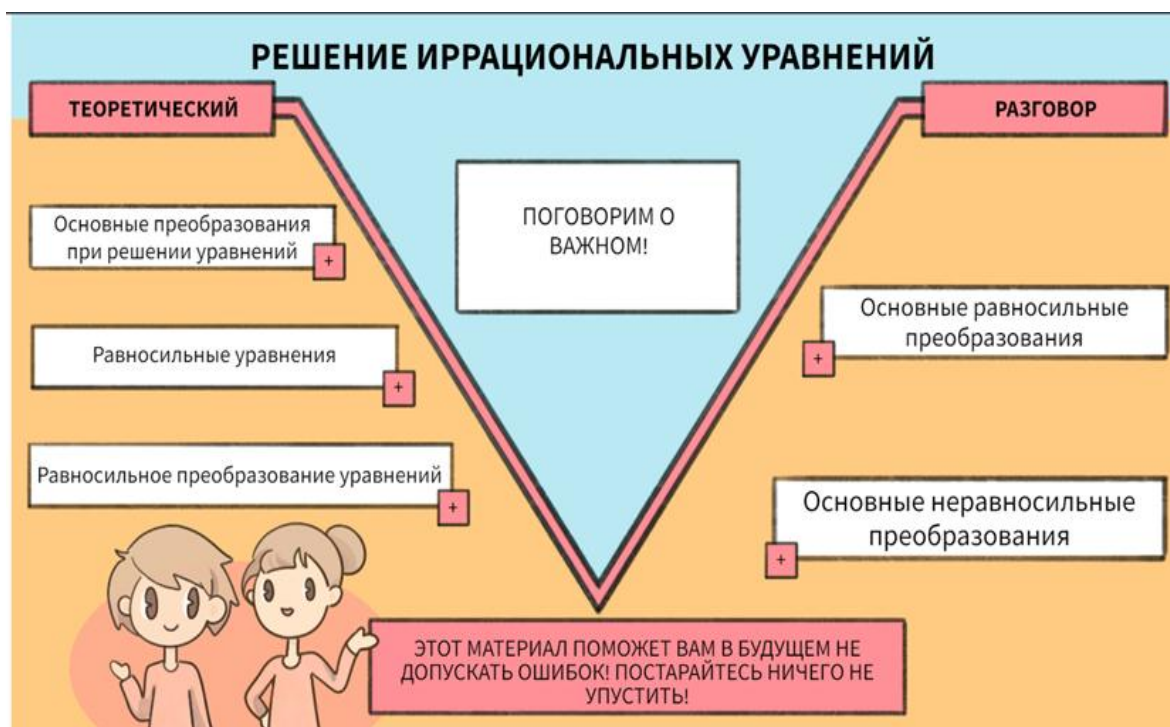 РЕШЕНИЕ ИРРАЦИОНАЛЬНЫХ УРАВНЕНИЙ
ТЕОРЕТИЧЕСКИЙ
Основные преобразования
при решении уравнений
+
Равносильные уравнения
+
Равносильное преобразование уравнений
+
ПОГОВОРИМ О
ВАЖНОМ!
РАЗГОВОР
Основные равносильные
преобразования
+
Основные неравносильные
преобразования
+
ЭТОТ МАТЕРИАЛ ПОМОЖЕТ ВАМ В БУДУЩЕМ НЕ
ДОПУСКАТЬ ОШИБОК! ПОСТАРАЙТЕСЬ НИЧЕГО НЕ
УПУСТИТЬ!